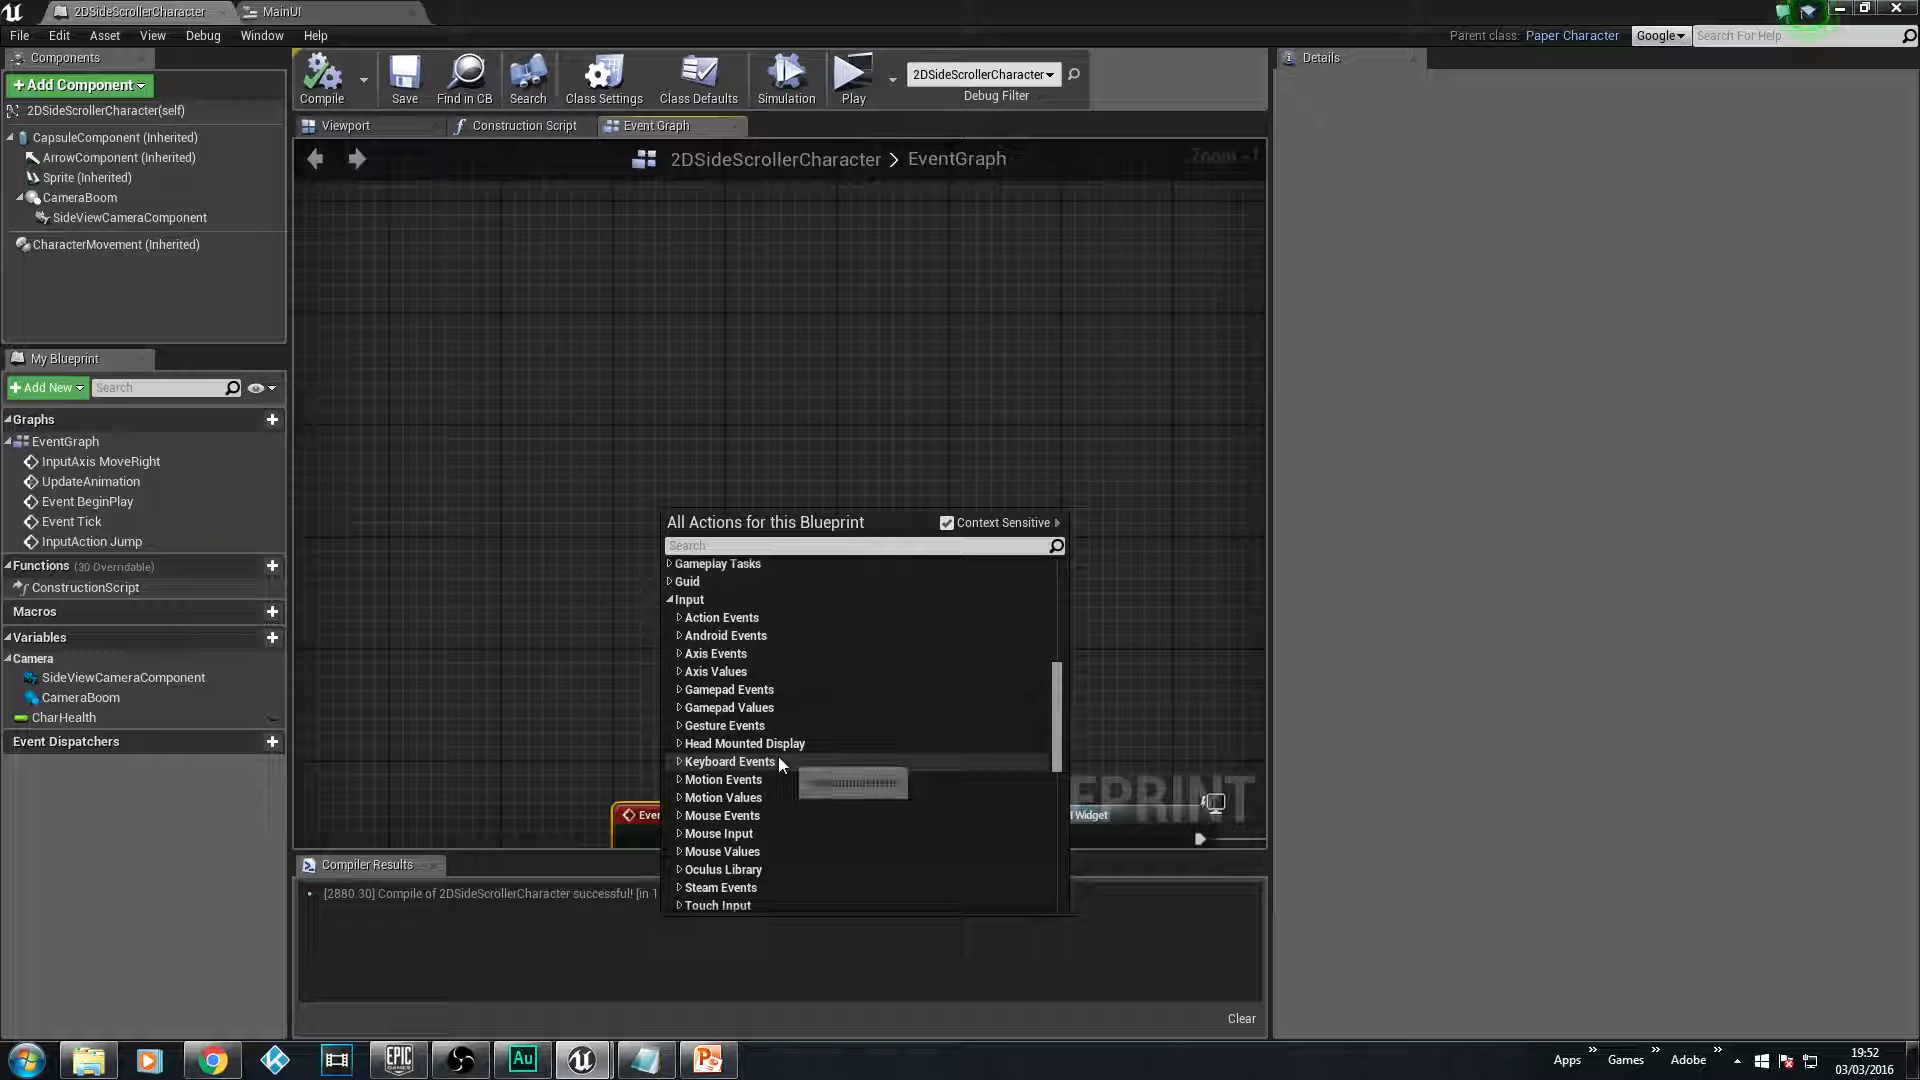 2DSideScrollerCharacter
MainUI
File Edit Asset View Debug Window Help
Parent class: Paper Character
Google
Search For Help
Components
Add Component
2DSideScrollerCharacter(self)
CapsuleComponent (Inherited)
ArrowComponent (Inherited)
Sprite (Inherited)
CameraBoom
SideViewCameraComponent
CharacterMovement (Inherited)
Compile
Save
Find in CB
Search
Class Settings
Class Defaults
Simulation
Play
2DSideScrollerCharacter
Debug Filter
Details
Viewport
Construction Script
Event Graph
2DSideScrollerCharacter > EventGraph
Zoom -1
My Blueprint
Add New
Search
Graphs
EventGraph
InputAxis MoveRight
UpdateAnimation
Event BeginPlay
Event Tick
InputAction Jump
Functions (30 Overridable)
ConstructionScript
Macros
Variables
Camera
SideViewCameraComponent
CameraBoom
CharHealth
Event Dispatchers
All Actions for this Blueprint
Context Sensitive
Search
Gameplay Tasks
Guid
Input
Action Events
Android Events
Axis Events
Axis Values
Gamepad Events
Gamepad Values
Gesture Events
Head Mounted Display
Keyboard Events
Motion Events
Motion Values
Mouse Events
Mouse Input
Mouse Values
Oculus Library
Steam Events
Touch Input
Even
Widget
EPRINT
Compiler Results
[2880.30] Compile of 2DSideScrollerCharacter successful! [in 1
Clear
EPIC GAMES
Au
Apps
Games
Adobe
19:52
03/03/2016